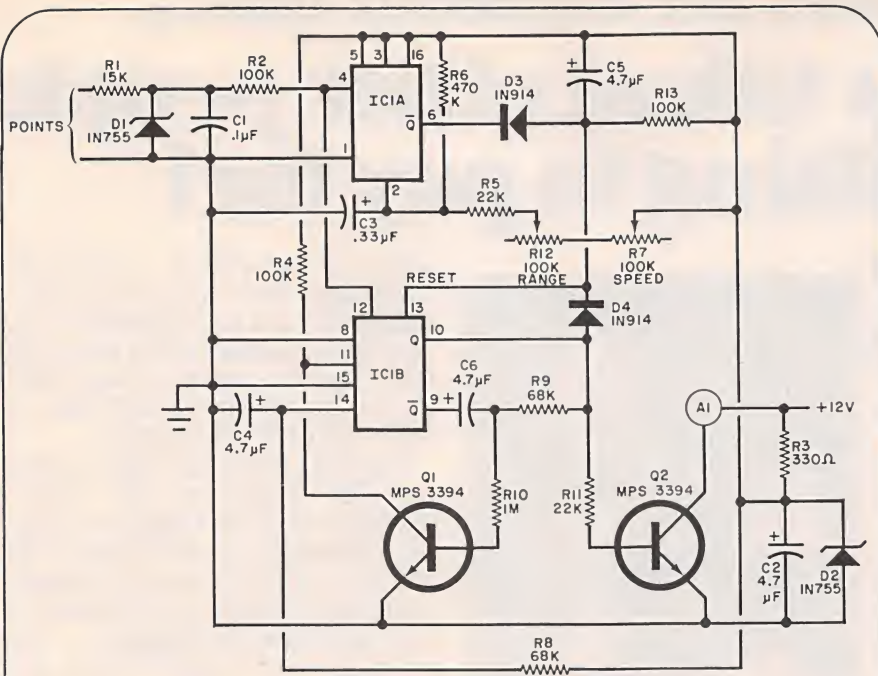 R1
15K
R2
100K
5
3
16
4
IC1A
Q̅
6
1
2
R6
470
K
D3
IN914
C5
4.7µF
+
R13
100K
POINTS
D1
IN755
C1
.1µF
+
C3
.33µF
R5
22K
R12
100K
RANGE
R7
100K
SPEED
R4
100K
RESET
12
13
D4
IN914
8
10
Q
11
IC1B
15
14
9
Q̅
+
C4
4.7µF
C6
4.7µF
+
R9
68K
A1
+12V
R3
330Ω
Q1
MPS 3394
R10
1M
R11
22K
Q2
MPS 3394
+
C2
4.7
µF
D2
IN755
R8
68K